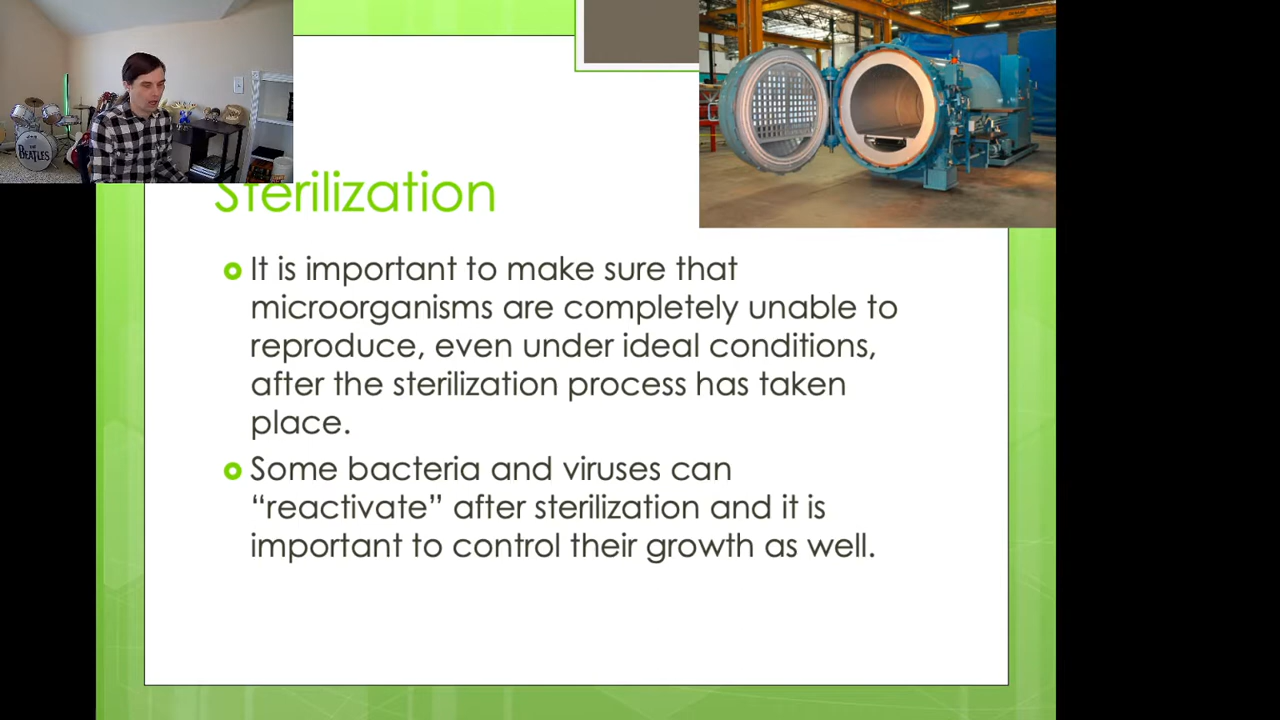 THE
BEATLES
Sterilization
It is important to make sure that
microorganisms are completely unable to
reproduce, even under ideal conditions,
after the sterilization process has taken
place.
Some bacteria and viruses can
“reactivate” after sterilization and it is
important to control their growth as well.